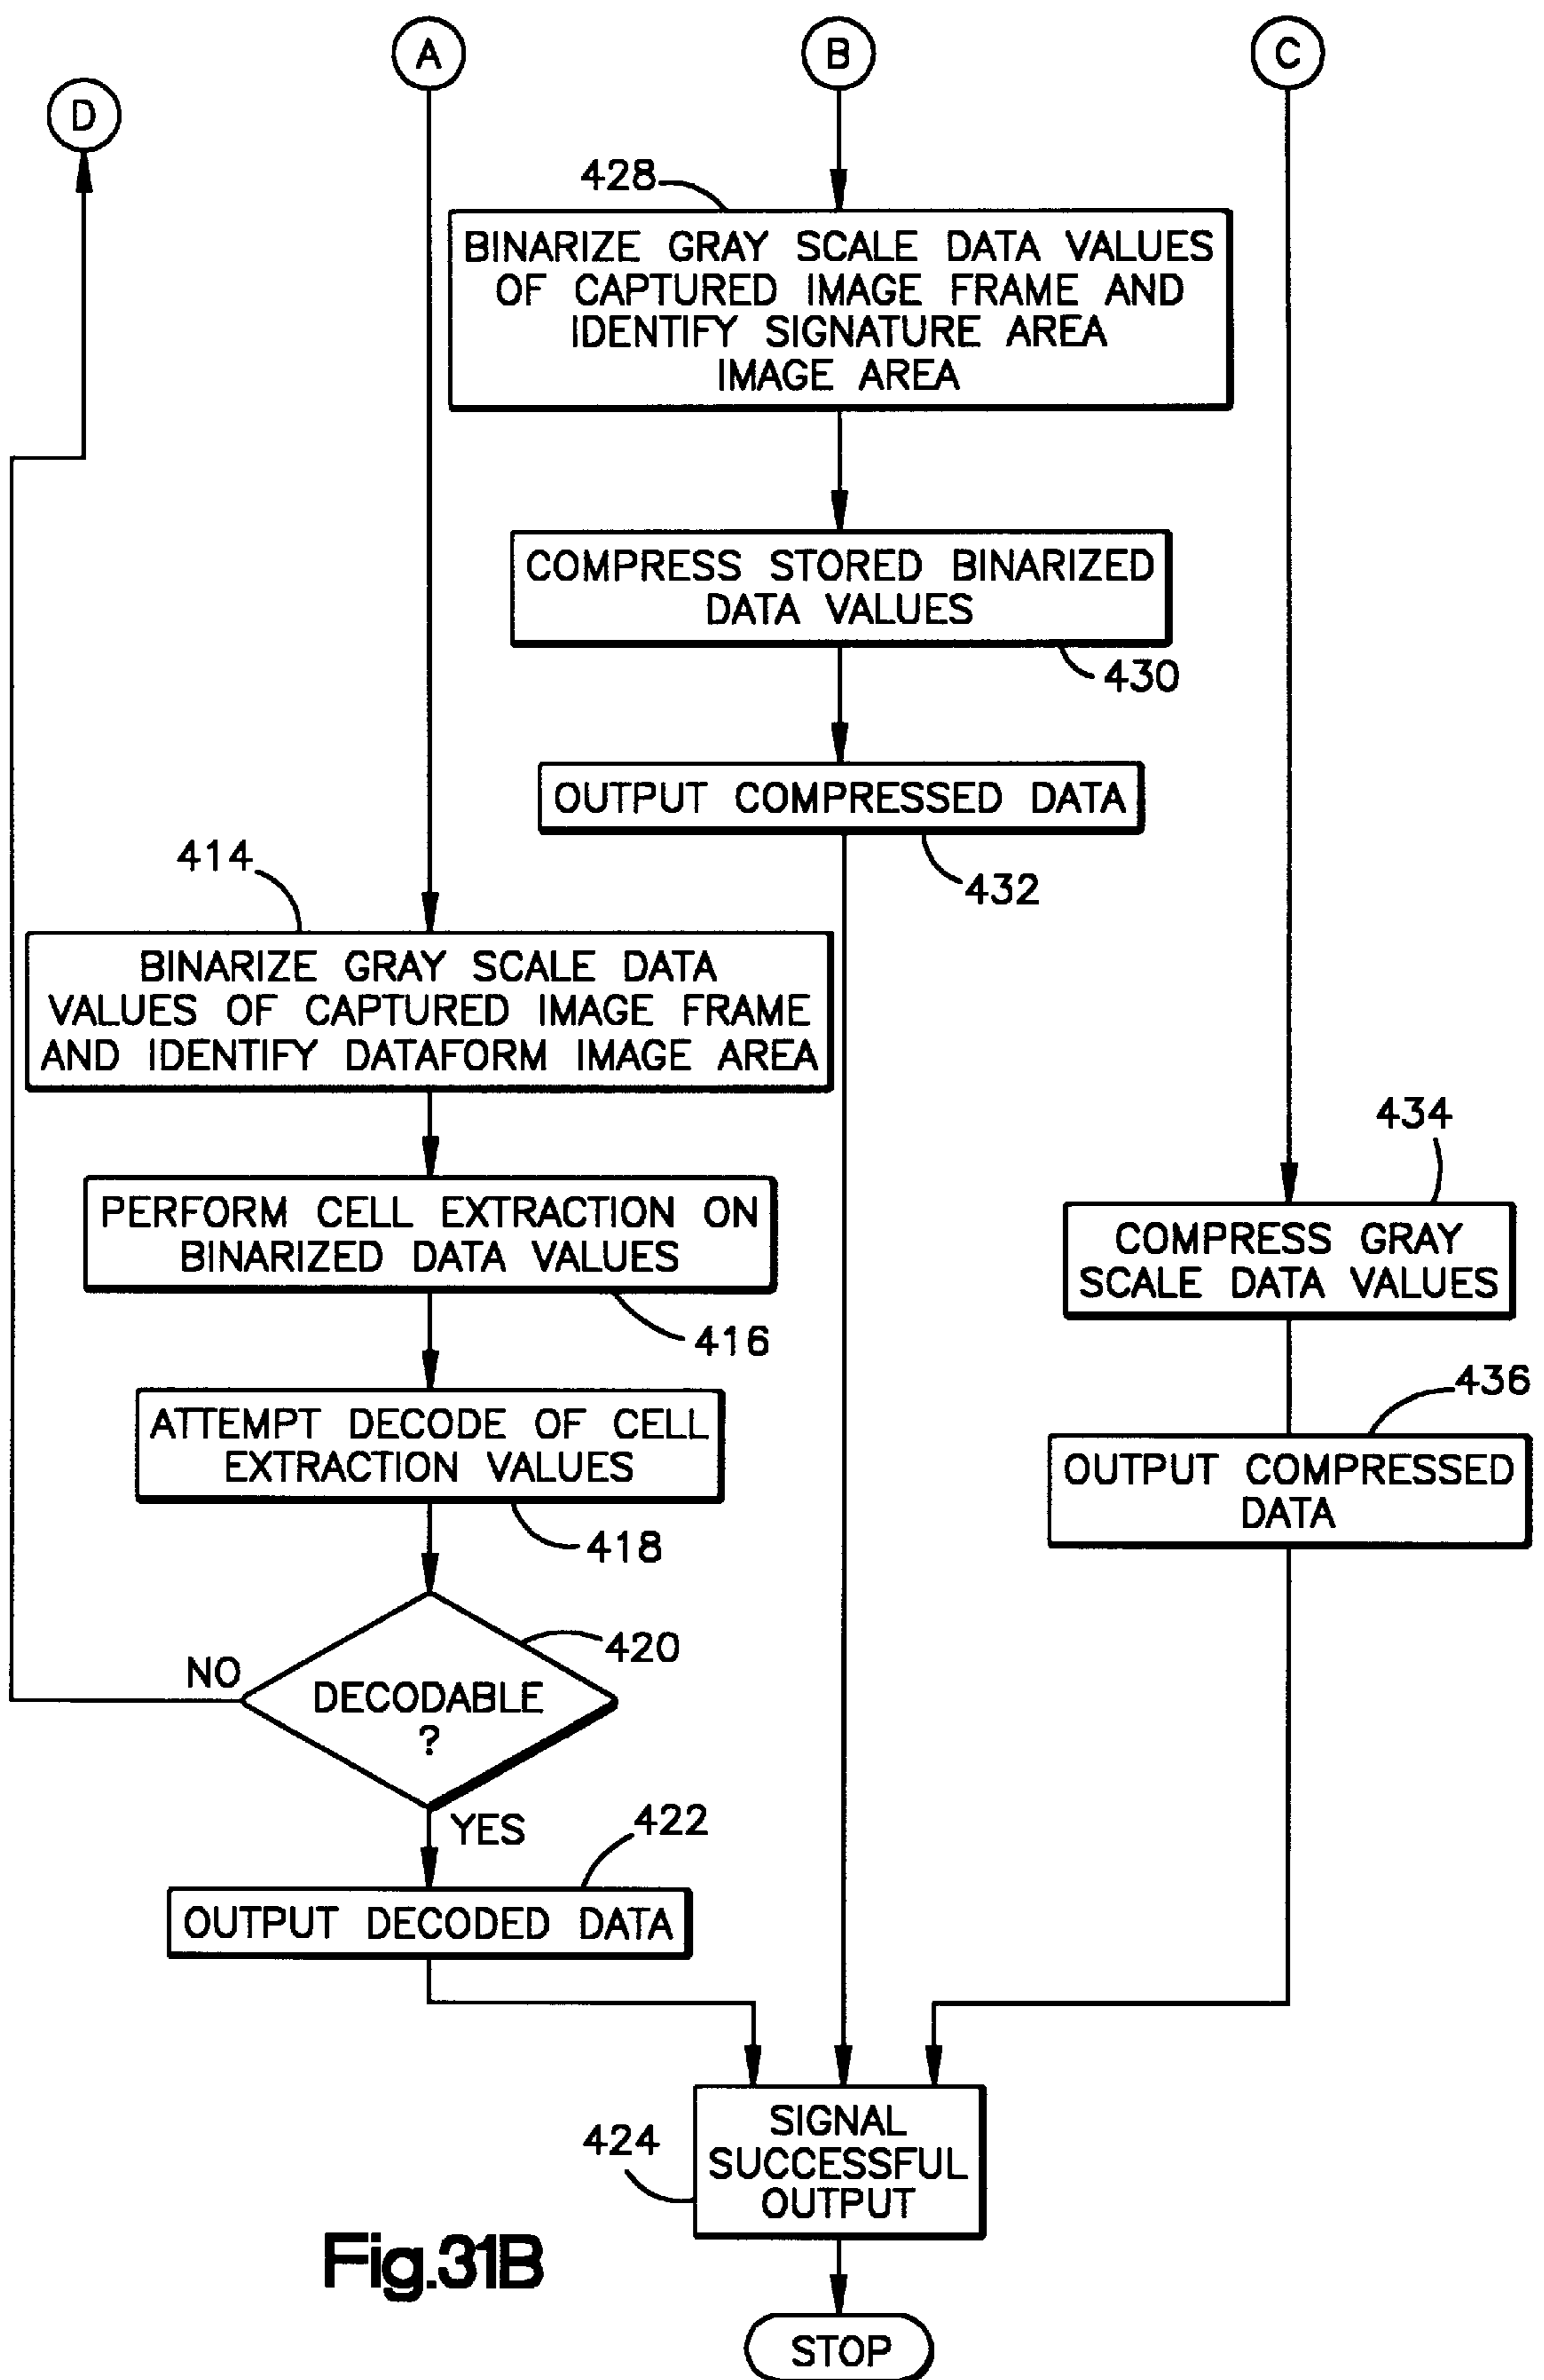 A
B
C
D
428
BINARIZE GRAY SCALE DATA VALUES
OF CAPTURED IMAGE FRAME AND
IDENTIFY SIGNATURE AREA
IMAGE AREA
COMPRESS STORED BINARIZED
DATA VALUES
430
OUTPUT COMPRESSED DATA
432
414
BINARIZE GRAY SCALE DATA
VALUES OF CAPTURED IMAGE FRAME
AND IDENTIFY DATAFORM IMAGE AREA
PERFORM CELL EXTRACTION ON
BINARIZED DATA VALUES
416
434
COMPRESS GRAY
SCALE DATA VALUES
436
OUTPUT COMPRESSED
DATA
ATTEMPT DECODE OF CELL
EXTRACTION VALUES
418
420
NO
DECODABLE
?
YES
422
OUTPUT DECODED DATA
424
SIGNAL
SUCCESSFUL
OUTPUT
Fig.31B
STOP